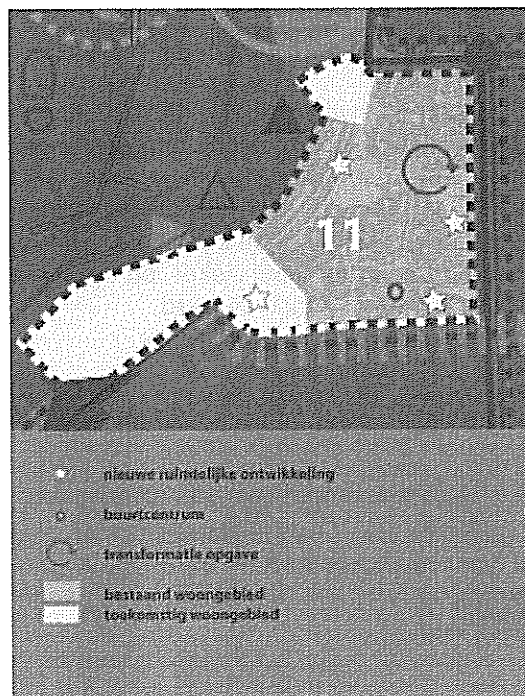 11
nieuwe ruimtelijke ontwikkeling
buurtcentrum
transformatie opgave
bestaand woongebied
toekomstig woongebied